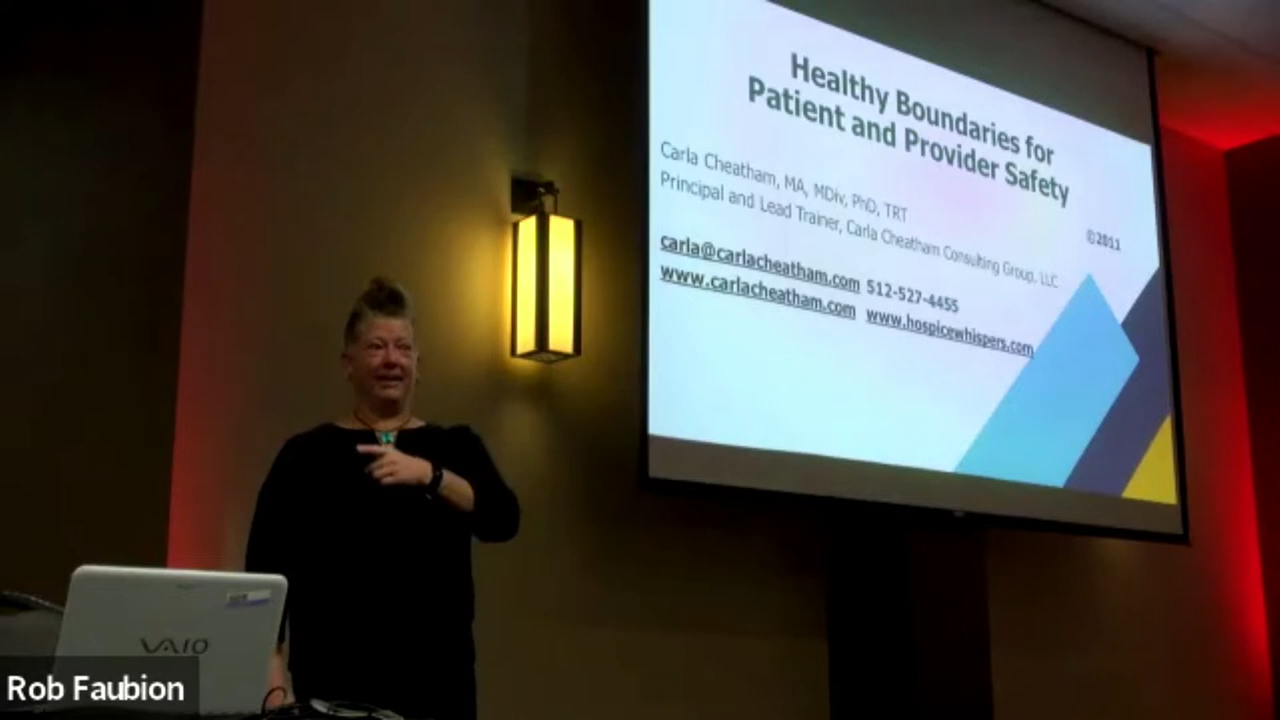 Healthy Boundaries for
Patient and Provider Safety
Carla Cheatham, MA, MDiv, PhD, TRT
Principal and Lead Trainer, Carla Cheatham Consulting Group, LLC
©2011
carla@carlacheatham.com 512-527-4455
www.carlacheatham.com www.hospicewhispers.com
VAIO
Rob Faubion